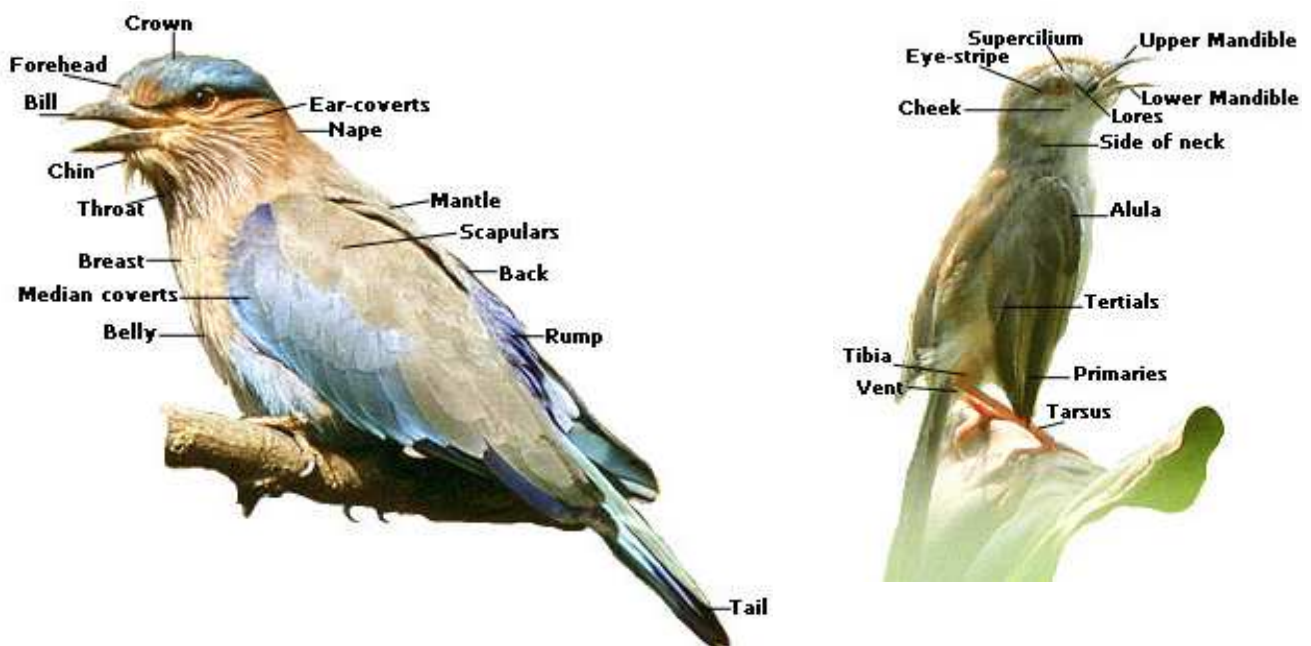 Crown
Forehead
Bill
Ear-coverts
Nape
Chin
Throat
Mantle
Scapulars
Breast
Back
Median coverts
Belly
Rump
Tail
Supercilium
Upper Mandible
Eye-stripe
Lower Mandible
Cheek
Lores
Side of neck
Alula
Tertials
Tibia
Primaries
Vent
Tarsus